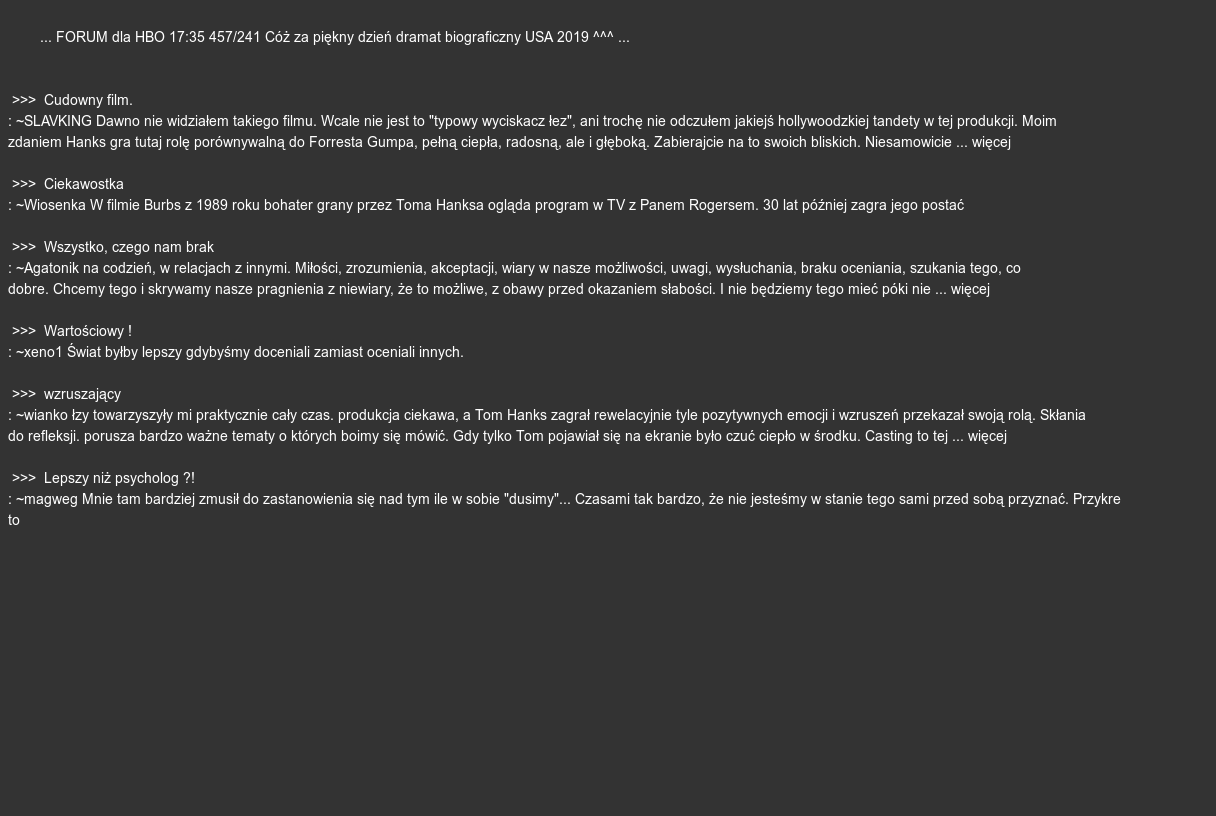 ... FORUM dla HBO 17:35 457/241 Cóż za piękny dzień dramat biograficzny USA 2019 ^^^ ...
>>> Cudowny film.
: ~SLAVKING Dawno nie widziałem takiego filmu. Wcale nie jest to "typowy wyciskacz łez", ani trochę nie odczułem jakiejś hollywoodzkiej tandety w tej produkcji. Moim
zdaniem Hanks gra tutaj rolę porównywalną do Forresta Gumpa, pełną ciepła, radosną, ale i głęboką. Zabierajcie na to swoich bliskich. Niesamowicie ... więcej
>>> Ciekawostka
: ~Wiosenka W filmie Burbs z 1989 roku bohater grany przez Toma Hanksa ogląda program w TV z Panem Rogersem. 30 lat później zagra jego postać
>>> Wszystko, czego nam brak
: ~Agatonik na codzień, w relacjach z innymi. Miłości, zrozumienia, akceptacji, wiary w nasze możliwości, uwagi, wysłuchania, braku oceniania, szukania tego, co
dobre. Chcemy tego i skrywamy nasze pragnienia z niewiary, że to możliwe, z obawy przed okazaniem słabości. I nie będziemy tego mieć póki nie ... więcej
>>> Wartościowy !
: ~xeno1 Świat byłby lepszy gdybyśmy doceniali zamiast oceniali innych.
>>> wzruszający
: ~wianko łzy towarzyszyły mi praktycznie cały czas. produkcja ciekawa, a Tom Hanks zagrał rewelacyjnie tyle pozytywnych emocji i wzruszeń przekazał swoją rolą. Skłania
do refleksji. porusza bardzo ważne tematy o których boimy się mówić. Gdy tylko Tom pojawiał się na ekranie było czuć ciepło w środku. Casting to tej ... więcej
>>> Lepszy niż psycholog ?!
: ~magweg Mnie tam bardziej zmusił do zastanowienia się nad tym ile w sobie "dusimy"... Czasami tak bardzo, że nie jesteśmy w stanie tego sami przed sobą przyznać. Przykre
to